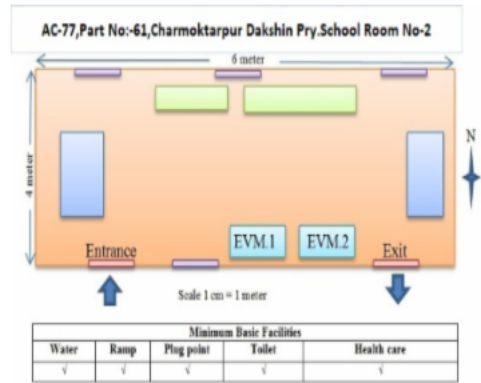 AC-77,Part No:-61,Charmoktarpur Dakshin Pry.School Room No-2
6 meter
4 meter
N
EVM.1 EVM.2
Entrance Exit
Scale 1 cm = 1 meter
Minimum Basic Facilities
Water Ramp Plug point Toilet Health care
√ √ √ √ √